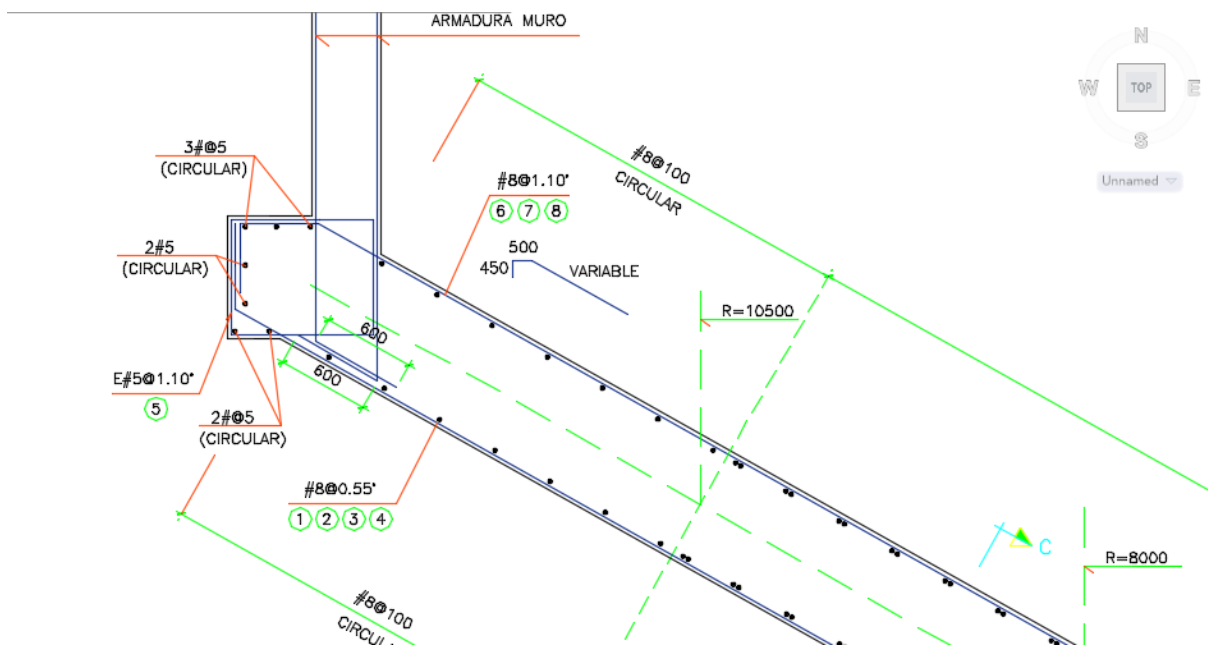 ARMADURA MURO
N
W
TOP
E
S
Unnamed
3#@5
(CIRCULAR)
#8@100
CIRCULAR
#8@1.10°
6 7 8
2#5
(CIRCULAR)
500
450
VARIABLE
R=10500
600
600
E#5@1.10°
5
2#@5
(CIRCULAR)
#8@0.55°
1 2 3 4
C
R=8000
#8@100